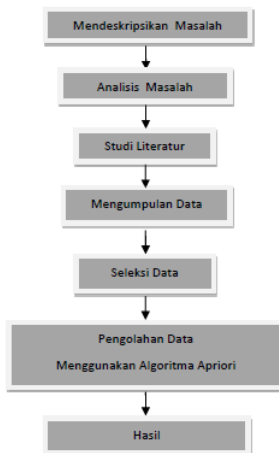 Mendeskripsikan Masalah
Analisis Masalah
Studi Literatur
Mengumpulan Data
Seleksi Data
Pengolahan Data
Menggunakan Algoritma Apriori
Hasil